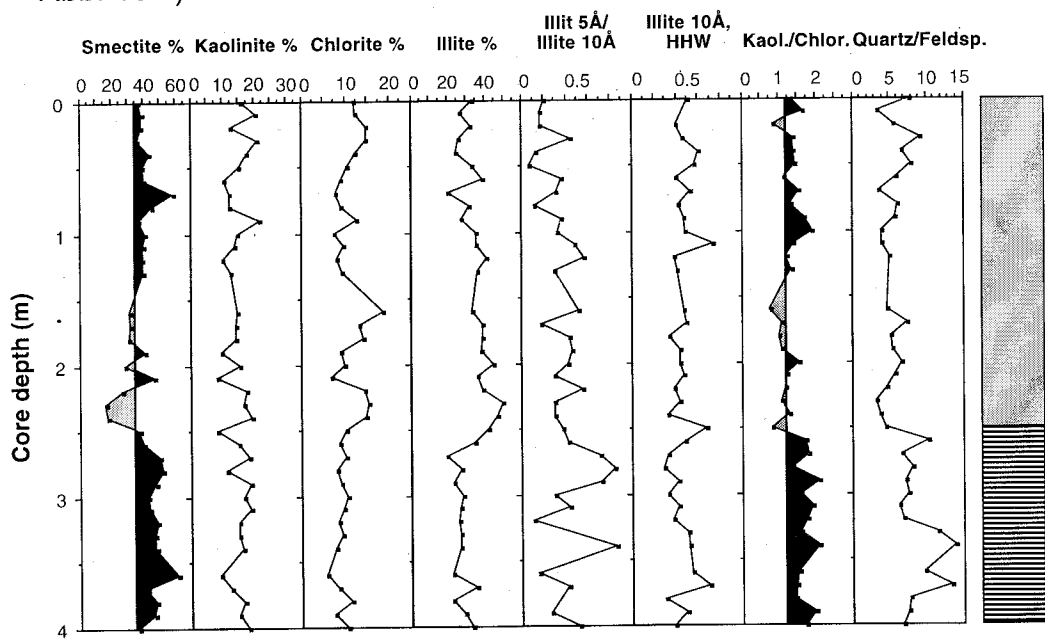 Illit 5Å/ Illite 10Å,
Smectite % Kaolinite % Chlorite % Illite % Illite 10Å HHW Kaol./Chlor. Quartz/Feldsp.
0 20 40 60 0 10 20 30 0 10 20 0 20 40 0 0.5 0 0.5 0 1 2 0 5 10 15
0
1
2
3
4
Core depth (m)